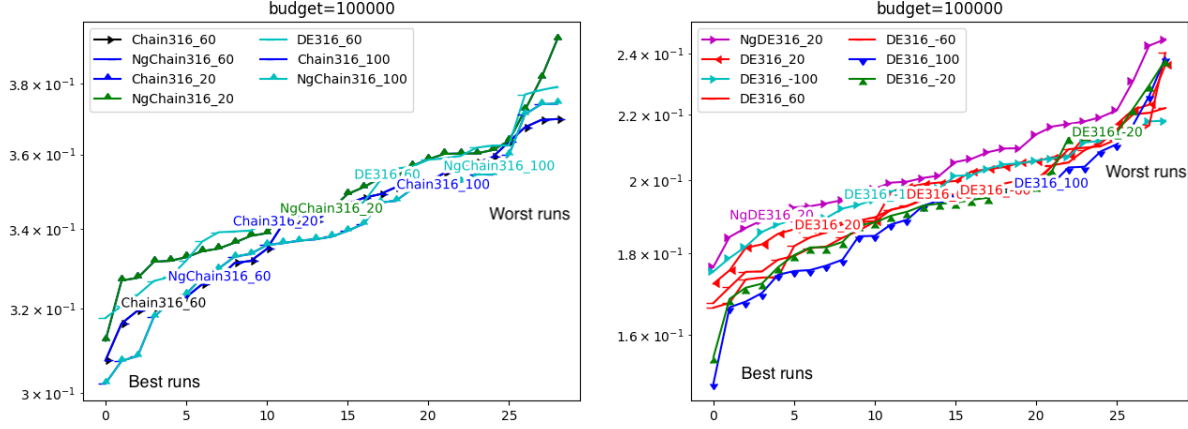 budget=100000
Chain316_60
NgChain316_60
Chain316_20
NgChain316_20
DE316_60
Chain316_100
NgChain316_100
3.8 × 10⁻¹
3.6 × 10⁻¹
3.4 × 10⁻¹
3.2 × 10⁻¹
3 × 10⁻¹
DE316_60
NgChain316_100
Chain316_100
NgChain316_20
Chain316_20
NgChain316_60
Chain316_60
Worst runs
Best runs
0 5 10 15 20 25
budget=100000
NgDE316_20
DE316_20
DE316_-100
DE316_60
DE316_-60
DE316_100
DE316_-20
2.4 × 10⁻¹
2.2 × 10⁻¹
2 × 10⁻¹
1.8 × 10⁻¹
1.6 × 10⁻¹
DE316_-20
Worst runs
DE316_100
NgDE316_20
DE316_20
Best runs
0 5 10 15 20 25